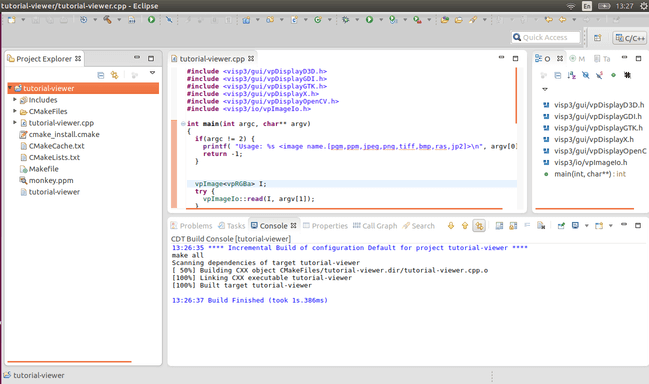 tutorial-viewer/tutorial-viewer.cpp - Eclipse
En
13:27
Quick Access
C/C++
Project Explorer
tutorial-viewer
Includes
CMakeFiles
tutorial-viewer.cpp
cmake_install.cmake
CMakeCache.txt
CMakeLists.txt
Makefile
monkey.ppm
tutorial-viewer
tutorial-viewer.cpp
#include <visp3/gui/vpDisplayD3D.h>
#include <visp3/gui/vpDisplayGDI.h>
#include <visp3/gui/vpDisplayGTK.h>
#include <visp3/gui/vpDisplayX.h>
#include <visp3/gui/vpDisplayOpenCV.h>
#include <visp3/io/vpImageIo.h>
int main(int argc, char** argv)
{
if(argc != 2) {
printf( "Usage: %s <image name.[pgm,ppm,jpeg,png,tiff,bmp,ras,jp2]>\n", argv[0]
return -1;
}
vpImage<vpRGBa> I;
try {
vpImageIo::read(I, argv[1]);
}
O
M
Ta
visp3/gui/vpDisplayD3D.h
visp3/gui/vpDisplayGDI.h
visp3/gui/vpDisplayGTK.h
visp3/gui/vpDisplayX.h
visp3/gui/vpDisplayOpenC
visp3/io/vpImageIo.h
main(int, char**) : int
Problems
Tasks
Console
Properties
Call Graph
Search
CDT Build Console [tutorial-viewer]
13:26:35 **** Incremental Build of configuration Default for project tutorial-viewer ****
make all
Scanning dependencies of target tutorial-viewer
[ 50%] Building CXX object CMakeFiles/tutorial-viewer.dir/tutorial-viewer.cpp.o
[100%] Linking CXX executable tutorial-viewer
[100%] Built target tutorial-viewer
13:26:37 Build Finished (took 1s.386ms)
tutorial-viewer